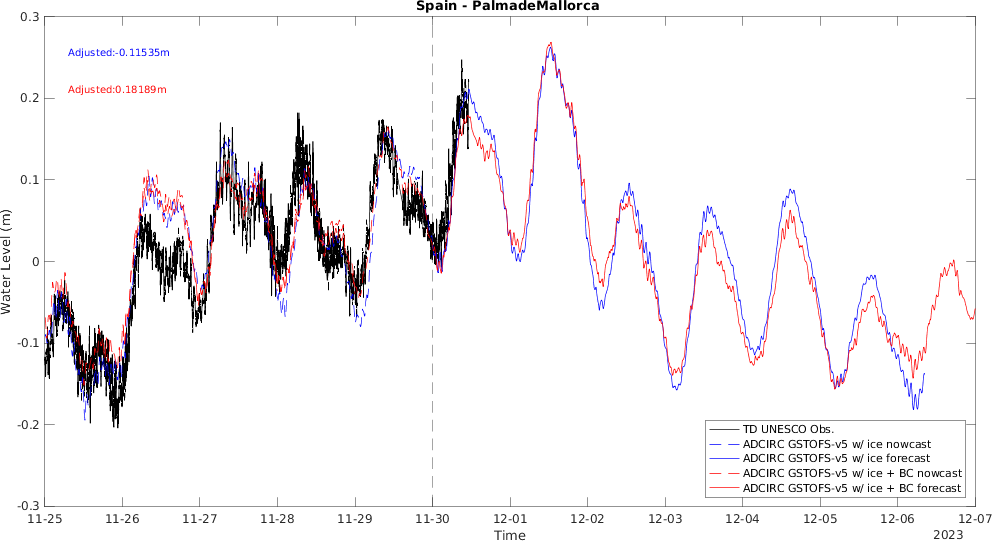 Spain - PalmadeMallorca
Adjusted:-0.11535m
Adjusted:0.18189m
Water Level (m)
0.3
0.2
0.1
0
-0.1
-0.2
-0.3
TD UNESCO Obs.
ADCIRC GSTOFS-v5 w/ ice nowcast
ADCIRC GSTOFS-v5 w/ ice forecast
ADCIRC GSTOFS-v5 w/ ice + BC nowcast
ADCIRC GSTOFS-v5 w/ ice + BC forecast
11-25 11-26 11-27 11-28 11-29 11-30 12-01 12-02 12-03 12-04 12-05 12-06 12-07
Time
2023